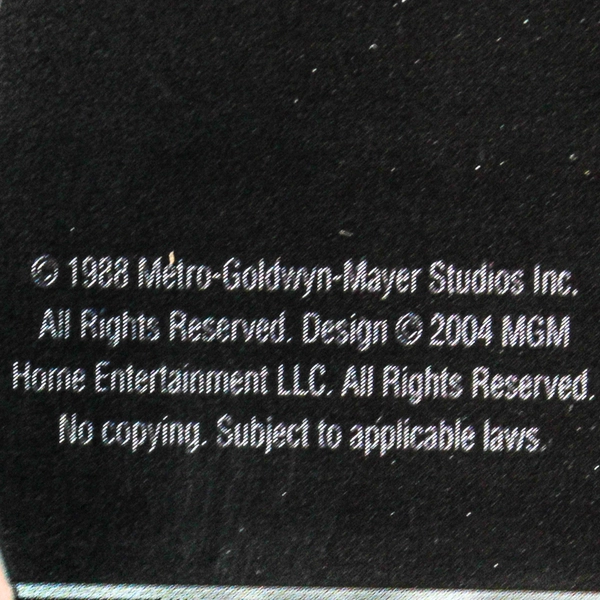 © 1988 Metro-Goldwyn-Mayer Studios Inc.
All Rights Reserved. Design © 2004 MGM
Home Entertainment LLC. All Rights Reserved.
No copying. Subject to applicable laws.